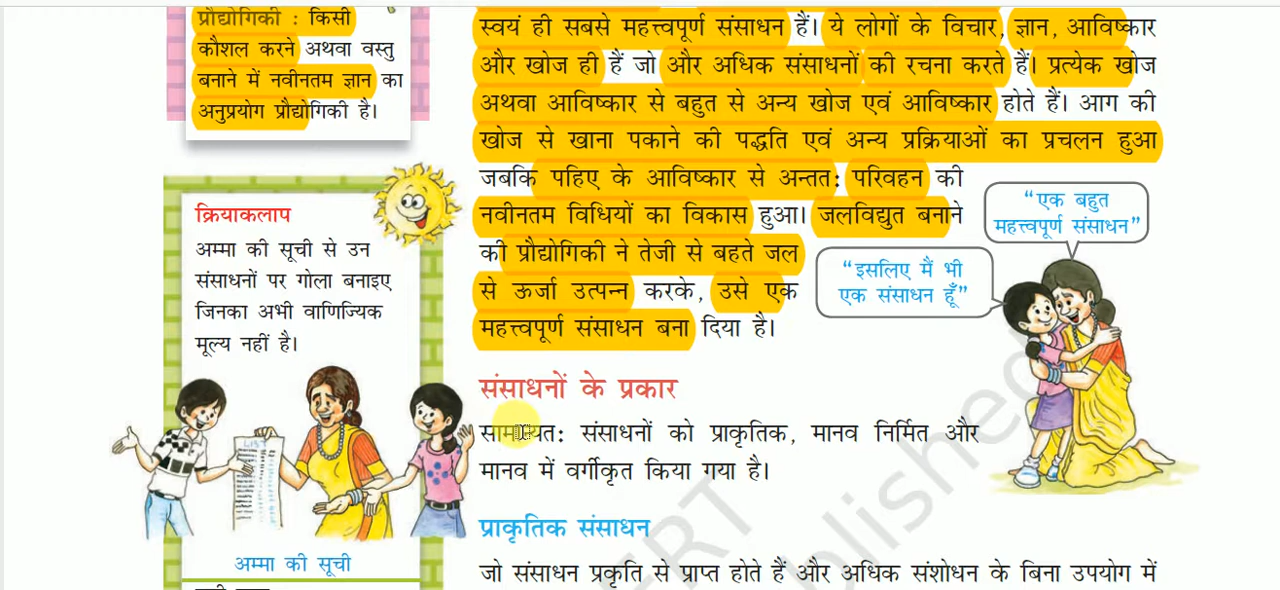 प्रौद्योगिकी : किसी
कौशल करने अथवा वस्तु
बनाने में नवीनतम ज्ञान का
अनुप्रयोग प्रौद्योगिकी है।
क्रियाकलाप
अम्मा की सूची से उन
संसाधनों पर गोला बनाइए
जिनका अभी वाणिज्यिक
मूल्य नहीं है।
LIST
अम्मा की सूची
स्वयं ही सबसे महत्त्वपूर्ण संसाधन हैं। ये लोगों के विचार, ज्ञान, आविष्कार
और खोज ही हैं जो और अधिक संसाधनों की रचना करते हैं। प्रत्येक खोज
अथवा आविष्कार से बहुत से अन्य खोज एवं आविष्कार होते हैं। आग की
खोज से खाना पकाने की पद्धति एवं अन्य प्रक्रियाओं का प्रचलन हुआ
जबकि पहिए के आविष्कार से अन्तत: परिवहन की
नवीनतम विधियों का विकास हुआ। जलविद्युत बनाने
की प्रौद्योगिकी ने तेजी से बहते जल
से ऊर्जा उत्पन्न करके, उसे एक
महत्त्वपूर्ण संसाधन बना दिया है।
“एक बहुत
महत्त्वपूर्ण संसाधन”
“इसलिए मैं भी
एक संसाधन हूँ”
संसाधनों के प्रकार
सामान्यत: संसाधनों को प्राकृतिक, मानव निर्मित और
मानव में वर्गीकृत किया गया है।
प्राकृतिक संसाधन
जो संसाधन प्रकृति से प्राप्त होते हैं और अधिक संशोधन के बिना उपयोग में